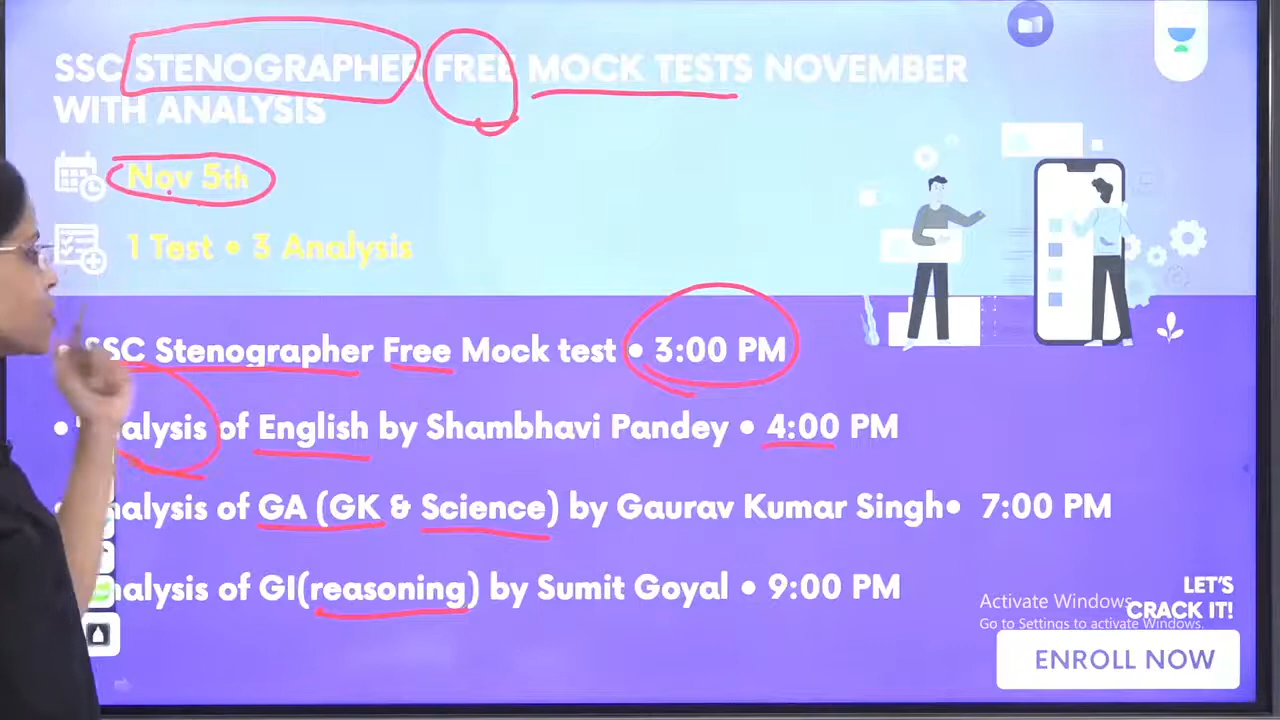 SSC STENOGRAPHER FREE MOCK TESTS NOVEMBER
WITH ANALYSIS
Nov 5th
1 Test • 3 Analysis
SSC Stenographer Free Mock test • 3:00 PM
• alysis of English by Shambhavi Pandey • 4:00 PM
nalysis of GA (GK & Science) by Gaurav Kumar Singh • 7:00 PM
nalysis of GI(reasoning) by Sumit Goyal • 9:00 PM
LET'S
CRACK IT!
Activate Windows
Go to Settings to activate Windows.
ENROLL NOW